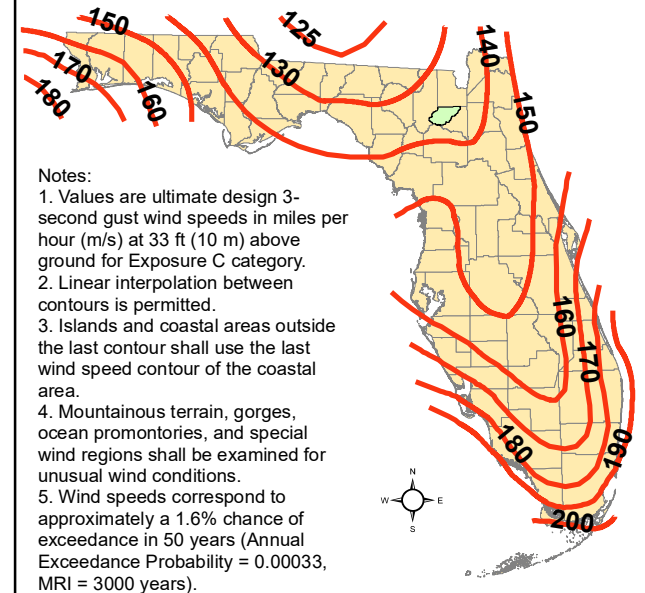 150
125
140
130
170
180
160
150
Notes:
1. Values are ultimate design 3-
second gust wind speeds in miles per
hour (m/s) at 33 ft (10 m) above
ground for Exposure C category.
2. Linear interpolation between
contours is permitted.
3. Islands and coastal areas outside
the last contour shall use the last
wind speed contour of the coastal
area.
4. Mountainous terrain, gorges,
ocean promontories, and special
wind regions shall be examined for
unusual wind conditions.
5. Wind speeds correspond to
approximately a 1.6% chance of
exceedance in 50 years (Annual
Exceedance Probability = 0.00033,
MRI = 3000 years).
160
170
180
190
200
N
W E
S